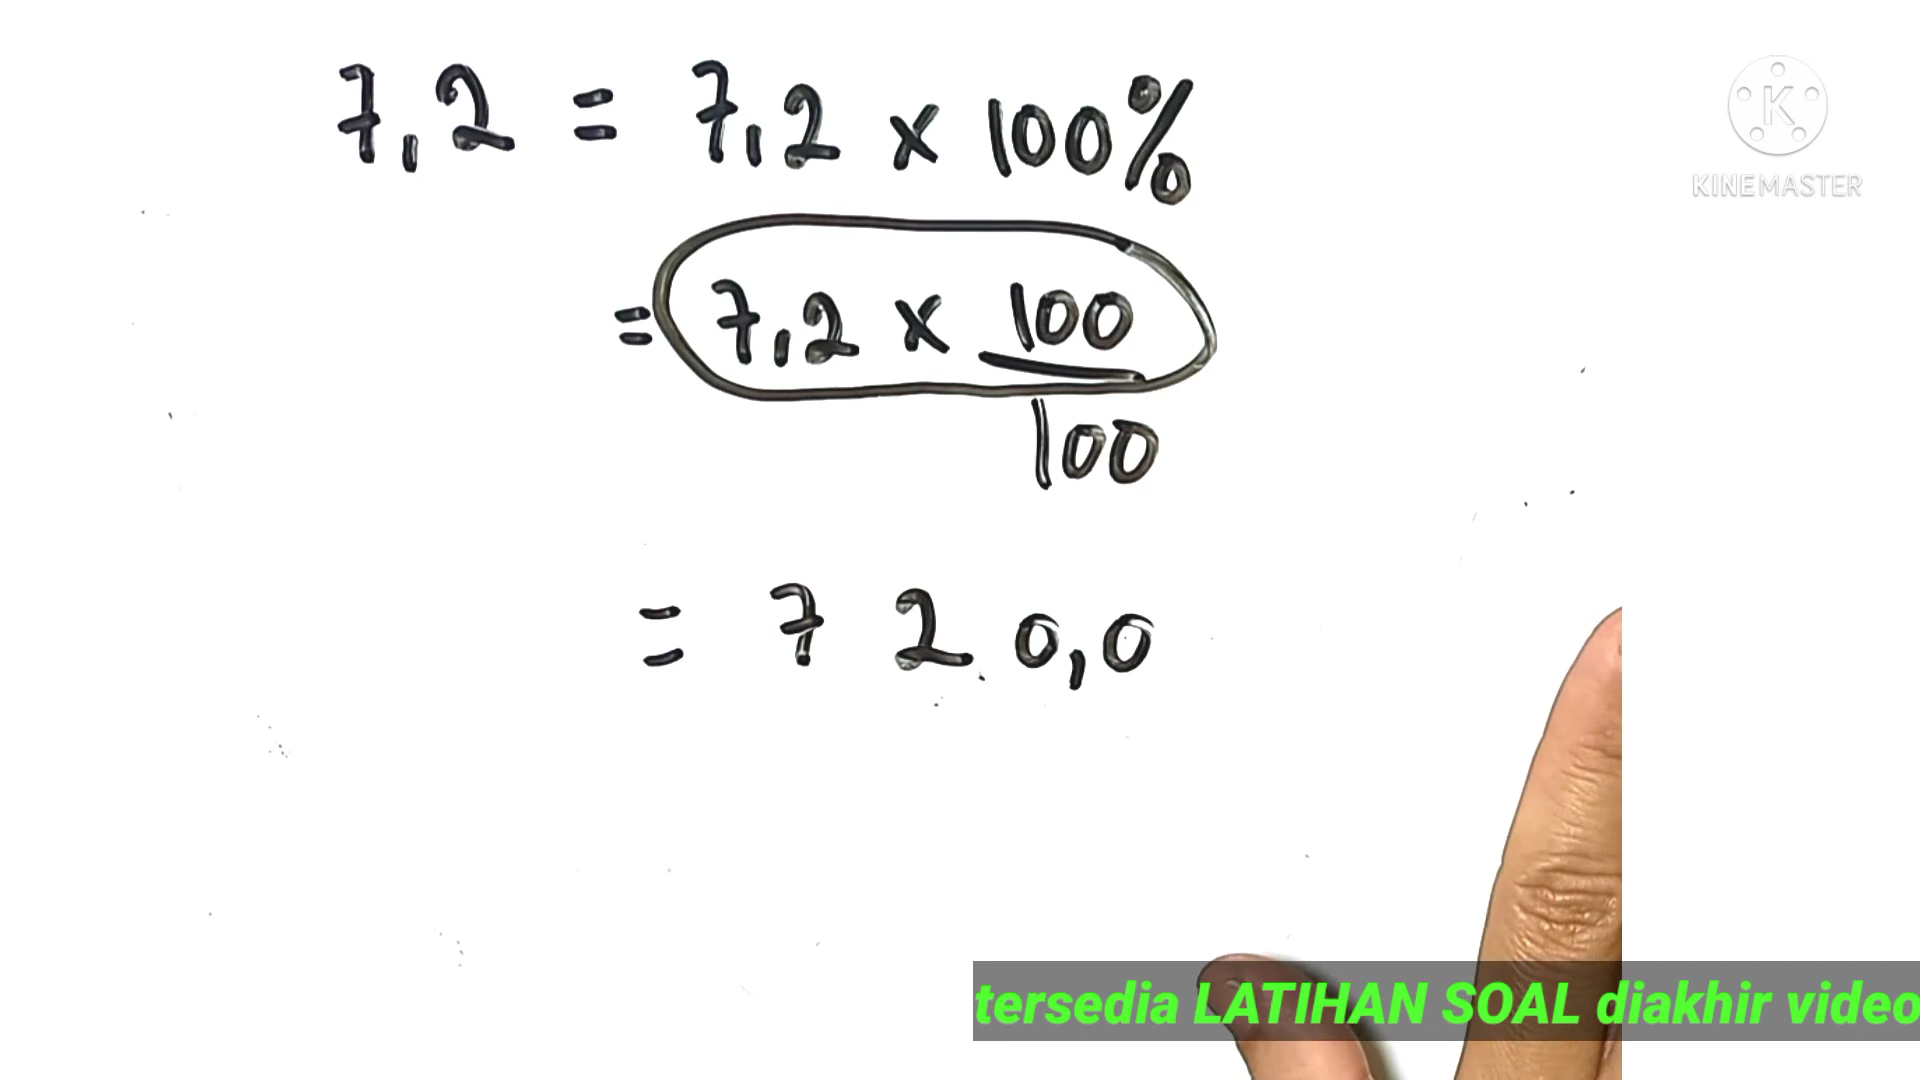 7,2 = 7,2 x 100%
= 7,2 x 100
100
= 7 2 0,0
K
KINEMASTER
tersedia LATIHAN SOAL diakhir video